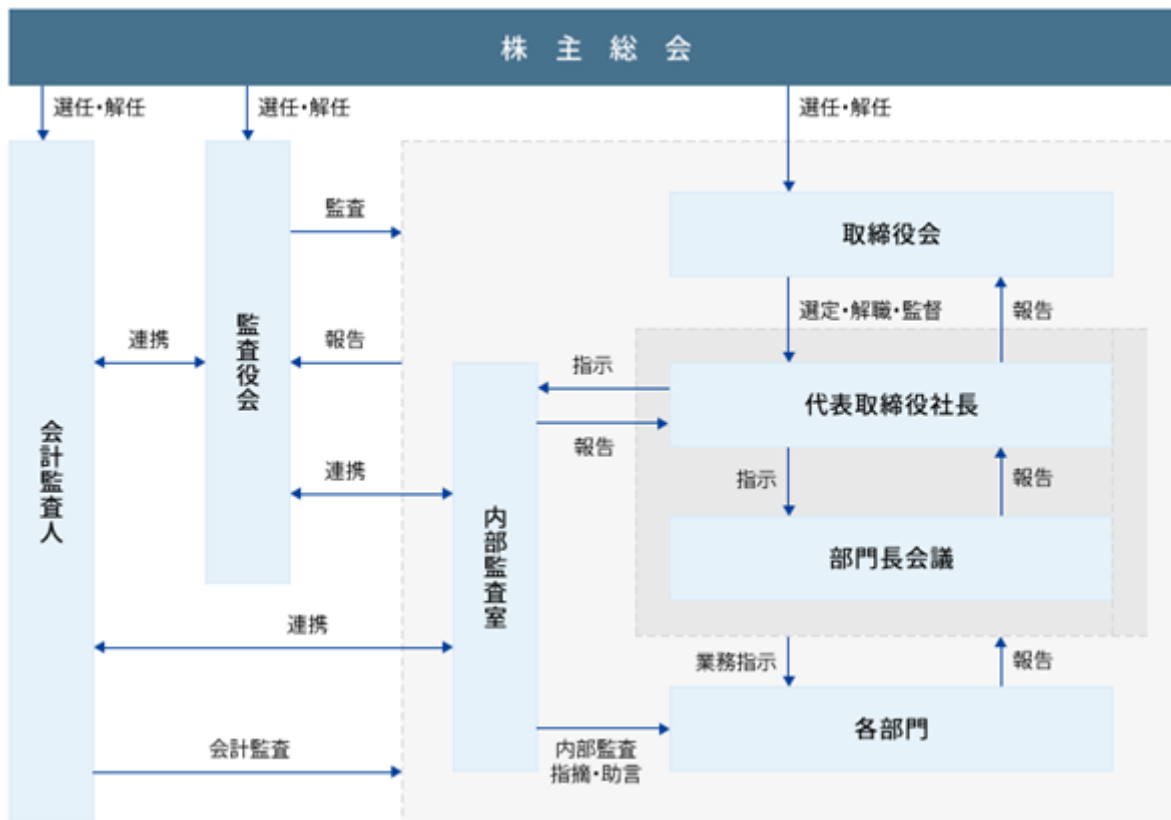 株主総会
選任・解任
選任・解任
選任・解任
監査
取締役会
選定・解職・監督
報告
連携
監査役会
報告
指示
代表取締役社長
報告
会計監査人
連携
指示
報告
内部監査室
部門長会議
連携
業務指示
報告
各部門
会計監査
内部監査
指摘・助言